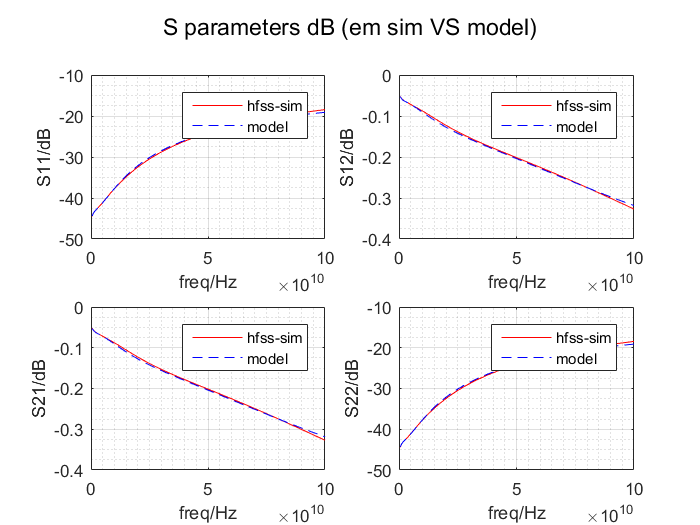 S parameters dB (em sim VS model)
-10
-20
-30
-40
-50
S11/dB
hfss-sim
model
0
5
10
freq/Hz
×10^10
0
-0.1
-0.2
-0.3
-0.4
S12/dB
hfss-sim
model
0
5
10
freq/Hz
×10^10
0
-0.1
-0.2
-0.3
-0.4
S21/dB
hfss-sim
model
0
5
10
freq/Hz
×10^10
-10
-20
-30
-40
-50
S22/dB
hfss-sim
model
0
5
10
freq/Hz
×10^10